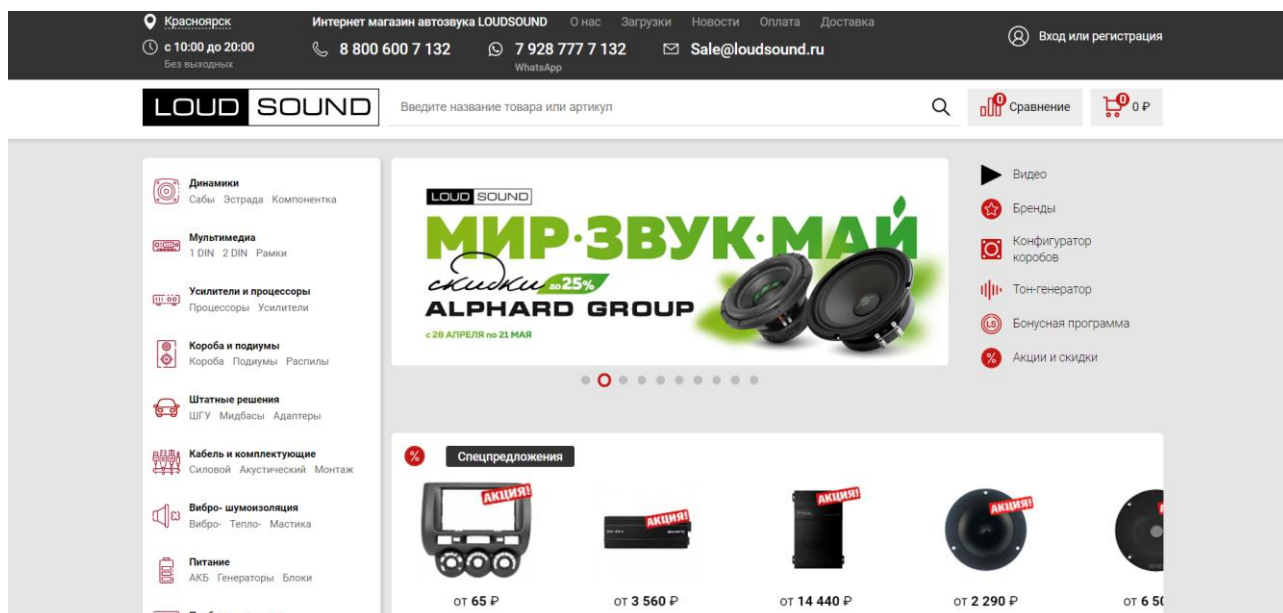 Красноярск
Интернет магазин автозвука LOUDSOUND О нас Загрузки Новости Оплата Доставка
с 10:00 до 20:00
Без выходных
8 800 600 7 132
7 928 777 7 132
WhatsApp
Sale@loudsound.ru
Вход или регистрация
LOUD SOUND
Введите название товара или артикул
0
Сравнение
0
0 ₽
Динамики
Сабы Эстрада Компонентка
Мультимедиа
1 DIN 2 DIN Рамки
Усилители и процессоры
Процессоры Усилители
Короба и подиумы
Короба Подиумы Распилы
Штатные решения
ШГУ Мидбасы Адаптеры
Кабель и комплектующие
Силовой Акустический Монтаж
Вибро- шумоизоляция
Вибро- Тепло- Мастика
Питание
АКБ Генераторы Блоки
LOUD SOUND
МИР·ЗВУК·МАЙ
скидки до 25%
ALPHARD GROUP
с 28 АПРЕЛЯ по 21 МАЯ
Видео
Бренды
Конфигуратор
коробов
Тон-генератор
LS
Бонусная программа
%
Акции и скидки
%
Спецпредложения
АКЦИЯ!
АКЦИЯ!
АКЦИЯ!
АКЦИЯ!
от 65 ₽
от 3 560 ₽
от 14 440 ₽
от 2 290 ₽
от 6 50